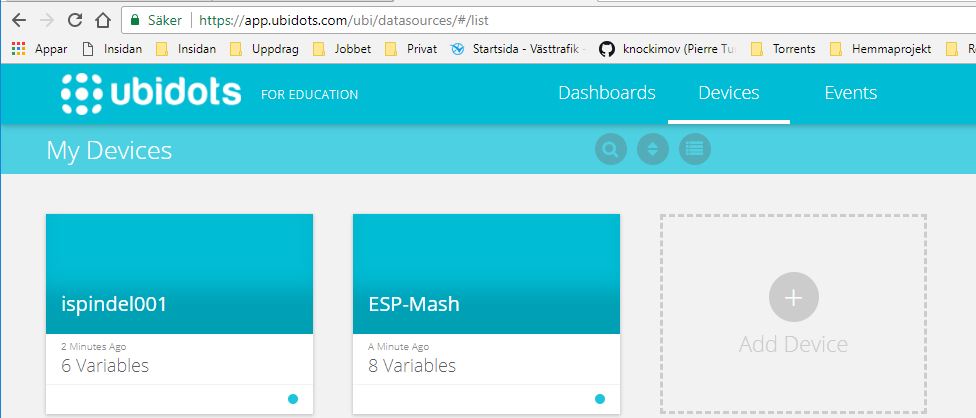 Säker https://app.ubidots.com/ubi/datasources/#/list
Appar Insidan Insidan Uppdrag Jobbet Privat Startsida - Västtrafik knockimov (Pierre Tu Torrents Hemmaprojekt
ubidots FOR EDUCATION Dashboards Devices Events
My Devices
ispindel001
2 Minutes Ago
6 Variables
ESP-Mash
A Minute Ago
8 Variables
Add Device